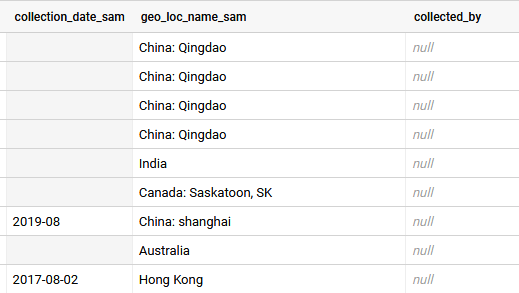 collection_date_sam geo_loc_name_sam collected_by
China: Qingdao null
China: Qingdao null
China: Qingdao null
China: Qingdao null
India null
Canada: Saskatoon, SK null
2019-08 China: shanghai null
Australia null
2017-08-02 Hong Kong null